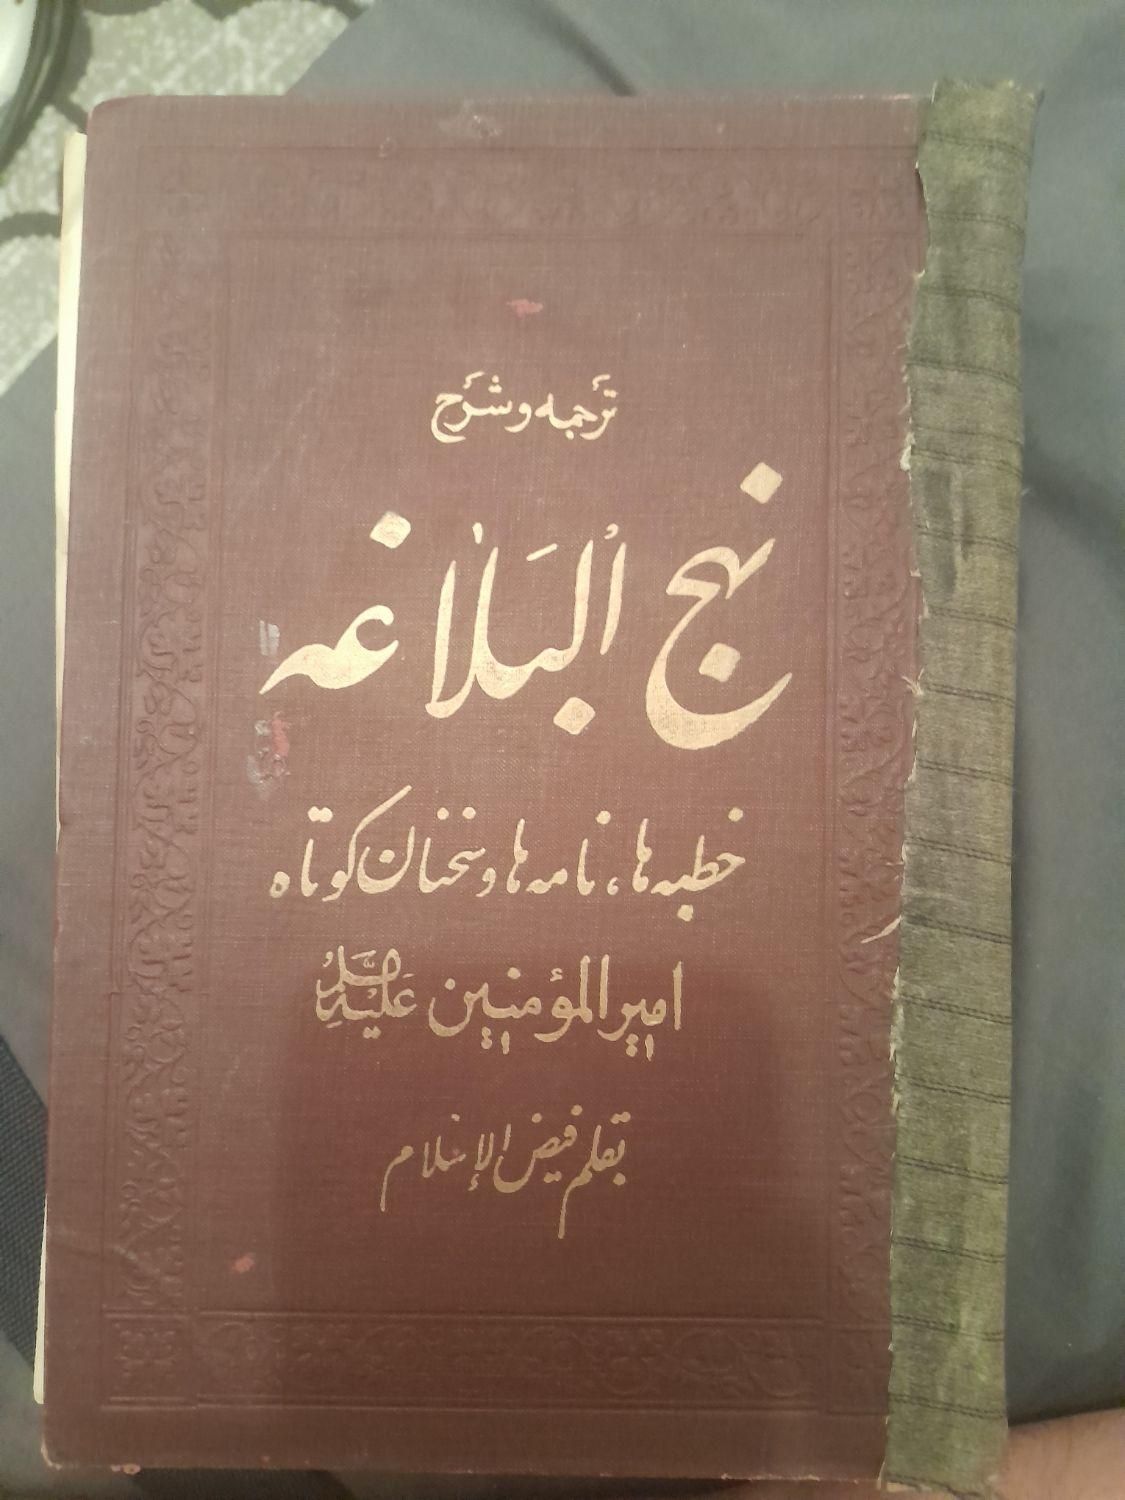 ترجمه و شرح
نهج البلاغه
خطبه ها، نامه ها و سخنان کوتاه
امیرالمؤمنین علیه السلام
بقلم فیض الإسلام